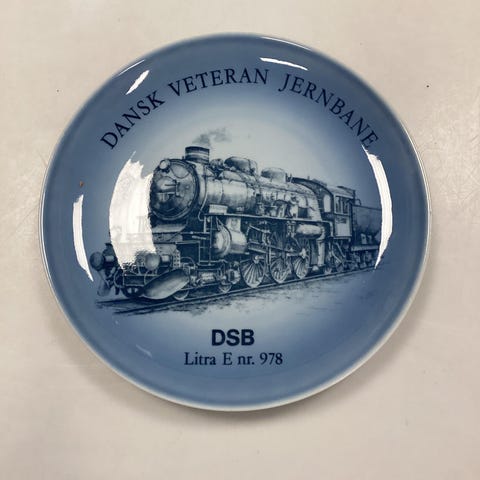 DANSK VETERAN JERNBANE
DSB
Litra E nr. 978